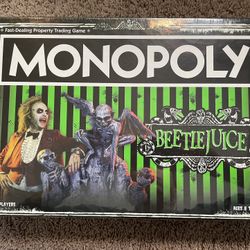 Fast-Dealing Property Trading Game
MONOPOLY
BEETLEJUICE
PLAYERS
AGES 8